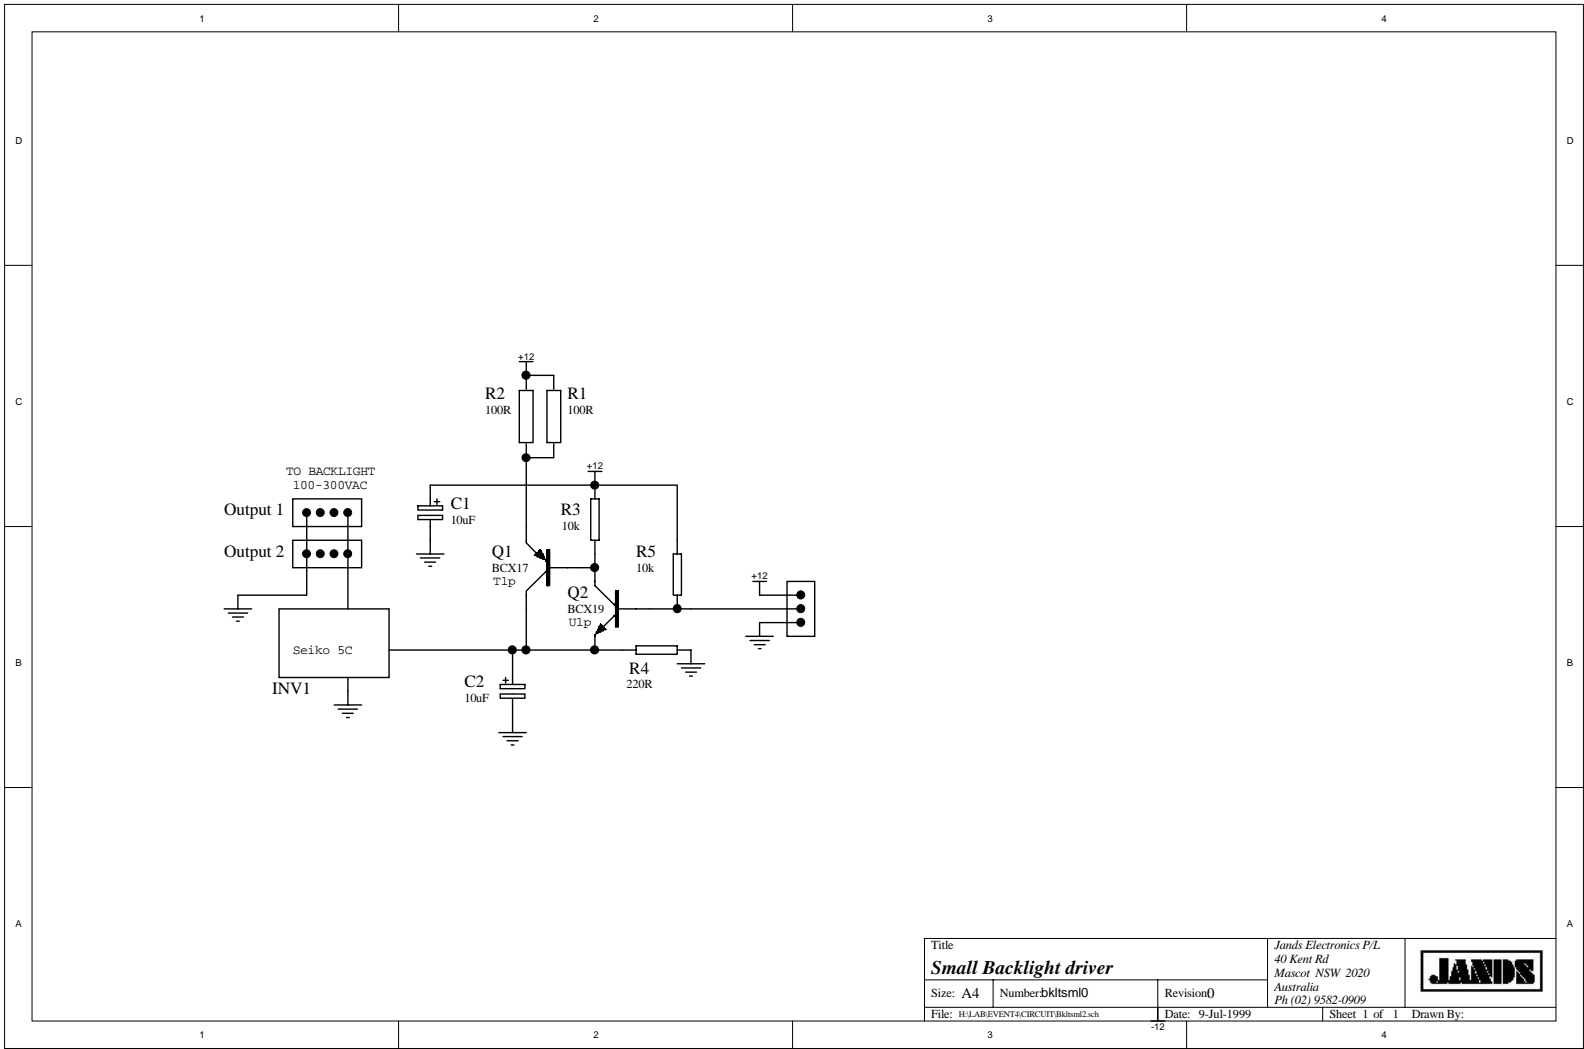 1 2 3 4
D D
+12
R2 R1
100R 100R
C C
TO BACKLIGHT
100-300VAC
+12
Output 1
+ C1
10uF
R3
10k
Output 2
Q1
BCX17
T1p
R5
10k
+12
Q2
BCX19
U1p
Seiko 5C
INV1
B B
R4
220R
C2
+
10uF
A A
Title
Small Backlight driver
Size: A4 Number:bkltsml0 Revision0
File: H:\LAB\EVENT4\CIRCUIT\Bkltsml2.sch Date: 9-Jul-1999 Sheet 1 of 1 Drawn By:
Jands Electronics P/L
40 Kent Rd
Mascot NSW 2020
Australia
Ph (02) 9582-0909
JANDS
-12
1 2 3 4